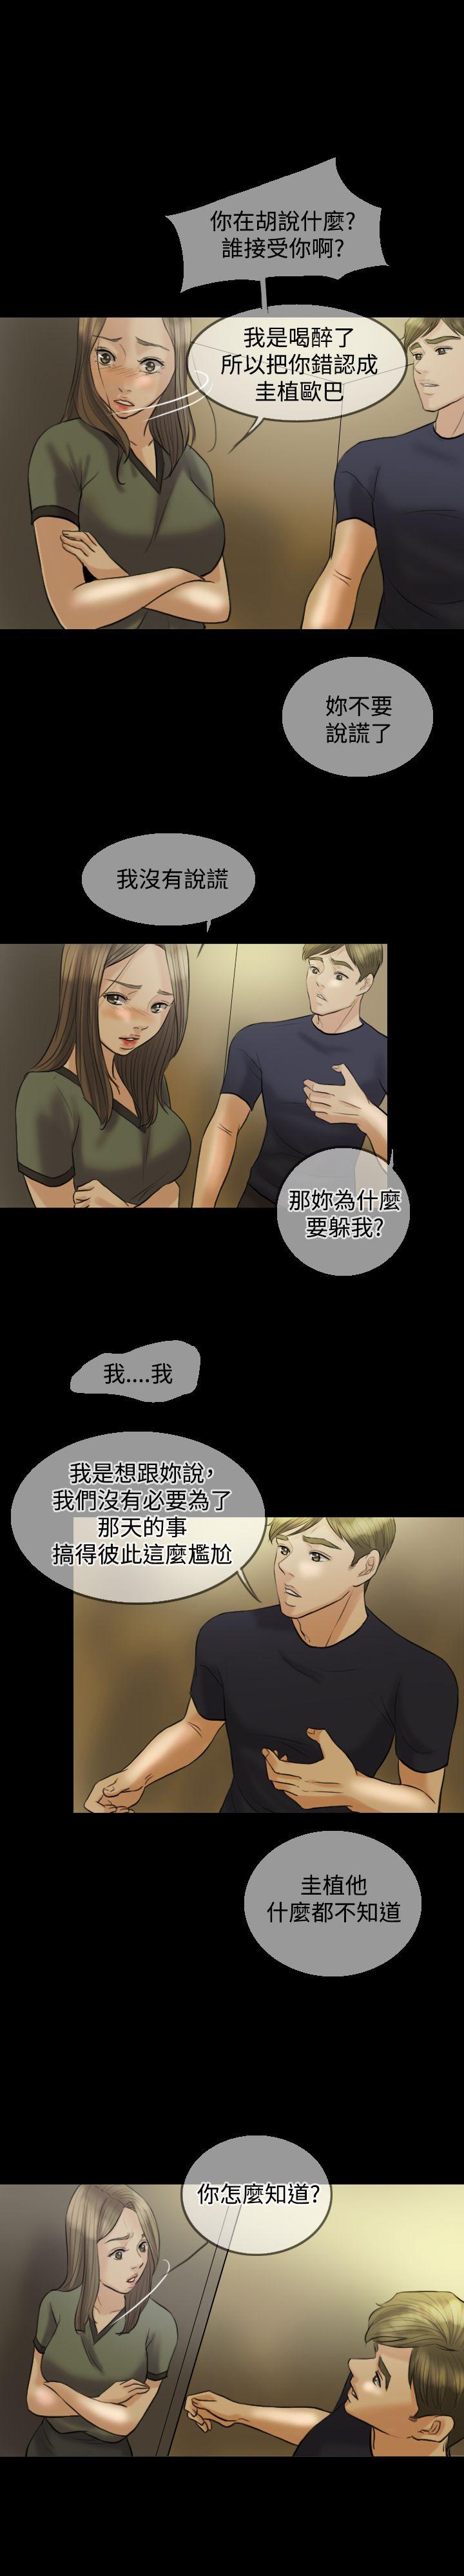 你在胡說什麼?
誰接受你啊?
我是喝醉了
所以把你錯認成
圭植歐巴
妳不要
說謊了
我沒有說謊
那妳為什麼
要躲我?
我....我
我是想跟妳說,
我們沒有必要為了
那天的事
搞得彼此這麼尷尬
圭植他
什麼都不知道
你怎麼知道?